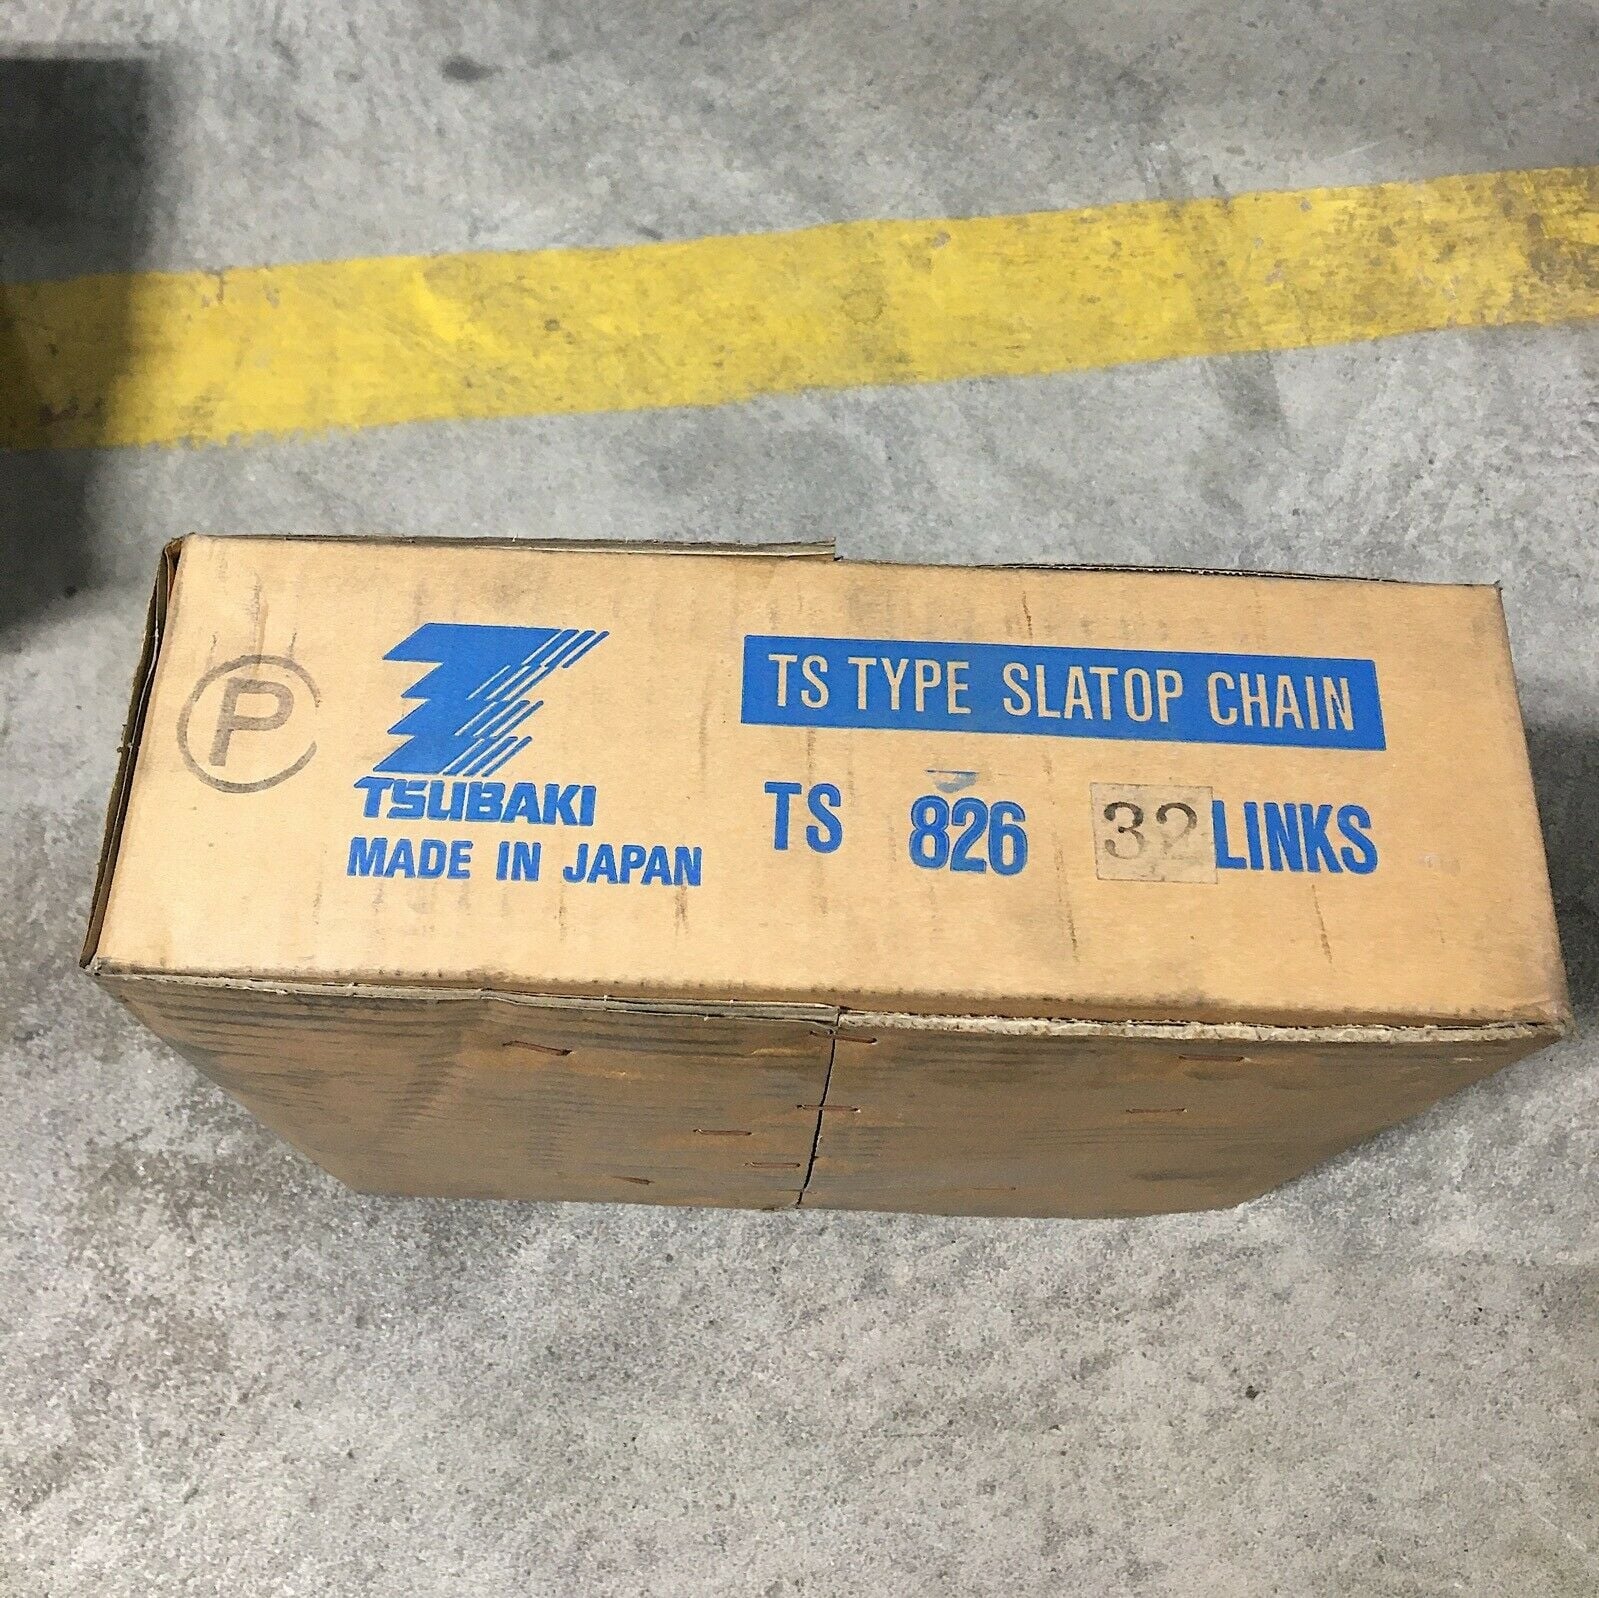 P
TSUBAKI
MADE IN JAPAN
TS TYPE SLATOP CHAIN
TS 826 32 LINKS